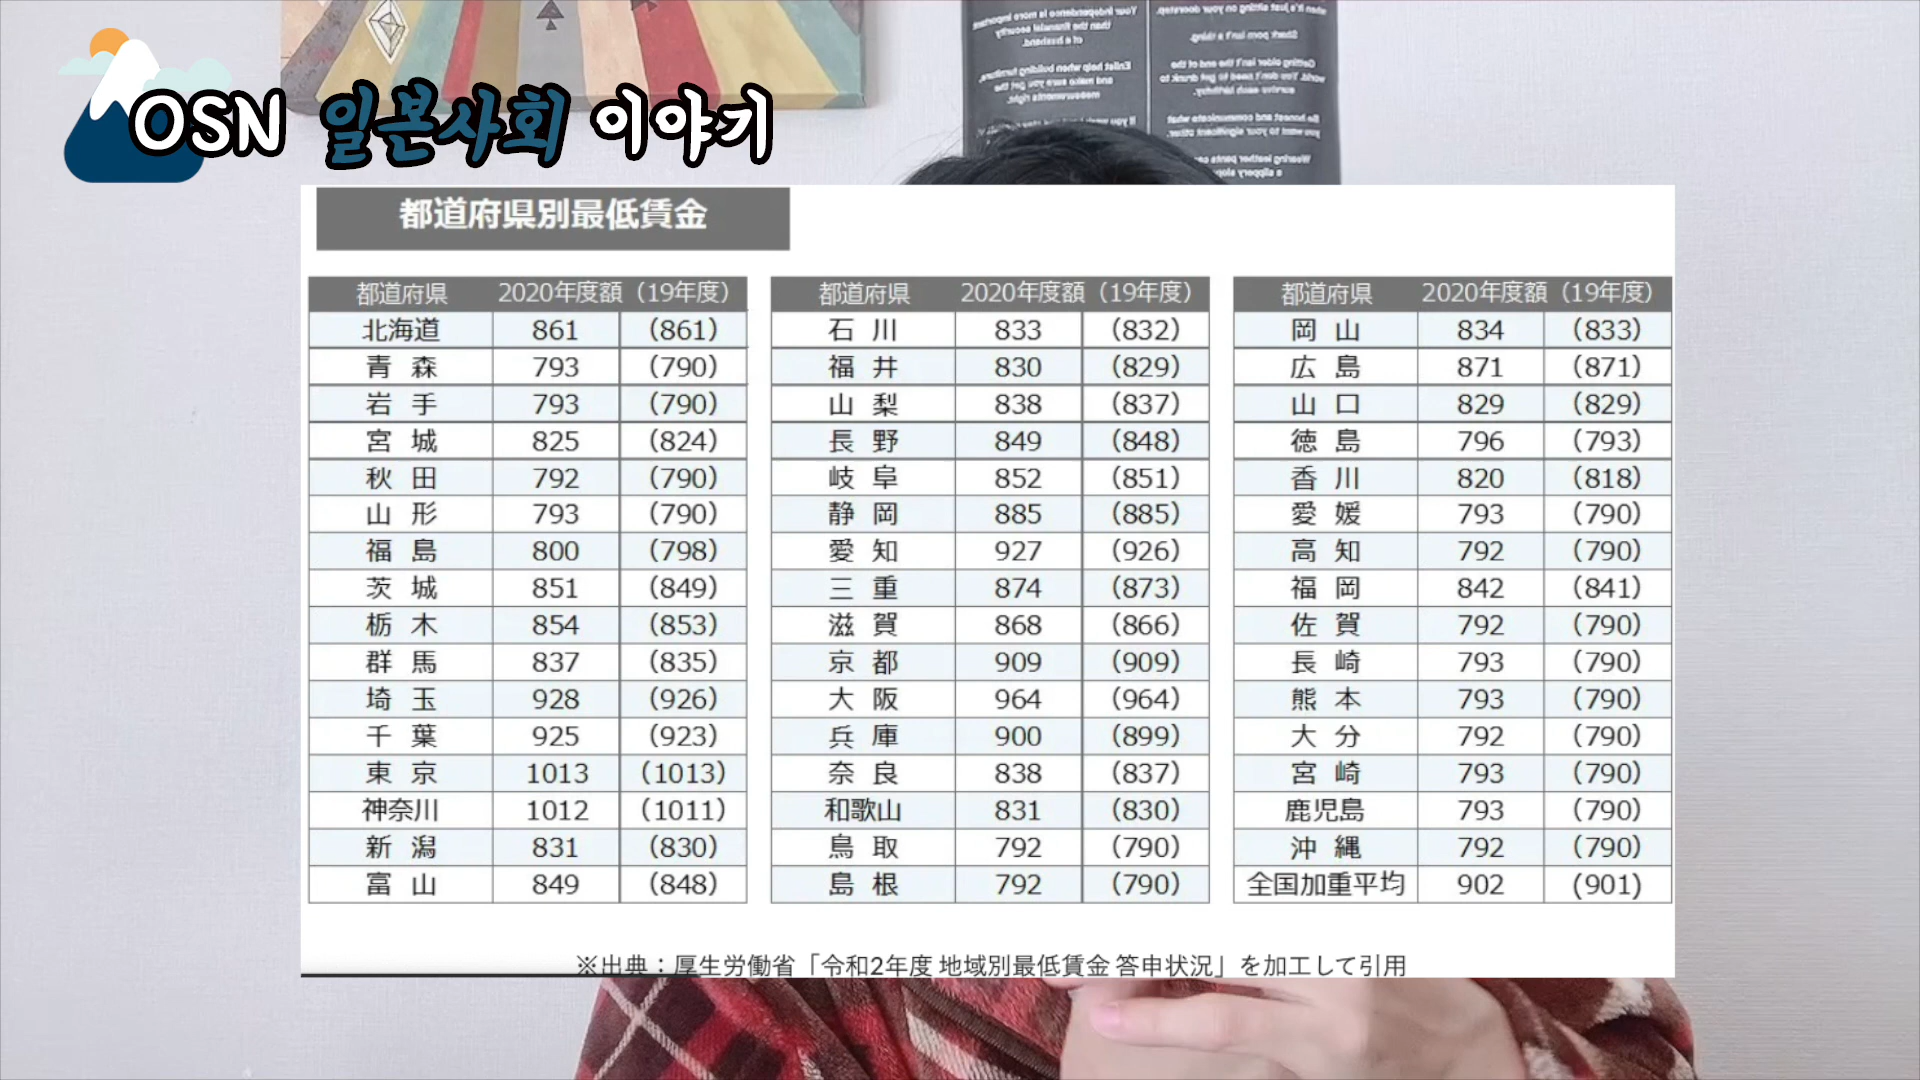 OSN 일본사회 이야기
都道府県別最低賃金
都道府県 2020年度額（19年度）
北海道 861 （861）
青森 793 （790）
岩手 793 （790）
宮城 825 （824）
秋田 792 （790）
山形 793 （790）
福島 800 （798）
茨城 851 （849）
栃木 854 （853）
群馬 837 （835）
埼玉 928 （926）
千葉 925 （923）
東京 1013 （1013）
神奈川 1012 （1011）
新潟 831 （830）
富山 849 （848）
都道府県 2020年度額（19年度）
石川 833 （832）
福井 830 （829）
山梨 838 （837）
長野 849 （848）
岐阜 852 （851）
静岡 885 （885）
愛知 927 （926）
三重 874 （873）
滋賀 868 （866）
京都 909 （909）
大阪 964 （964）
兵庫 900 （899）
奈良 838 （837）
和歌山 831 （830）
鳥取 792 （790）
島根 792 （790）
都道府県 2020年度額（19年度）
岡山 834 （833）
広島 871 （871）
山口 829 （829）
徳島 796 （793）
香川 820 （818）
愛媛 793 （790）
高知 792 （790）
福岡 842 （841）
佐賀 792 （790）
長崎 793 （790）
熊本 793 （790）
大分 792 （790）
宮崎 793 （790）
鹿児島 793 （790）
沖縄 792 （790）
全国加重平均 902 （901）
※出典：厚生労働省「令和2年度 地域別最低賃金 答申状況」を加工して引用